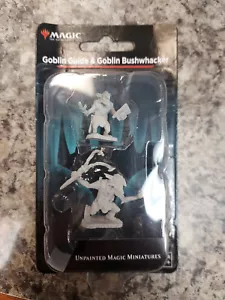 MAGIC
Goblin Guide & Goblin Bushwhacker
Unpainted Magic Miniatures